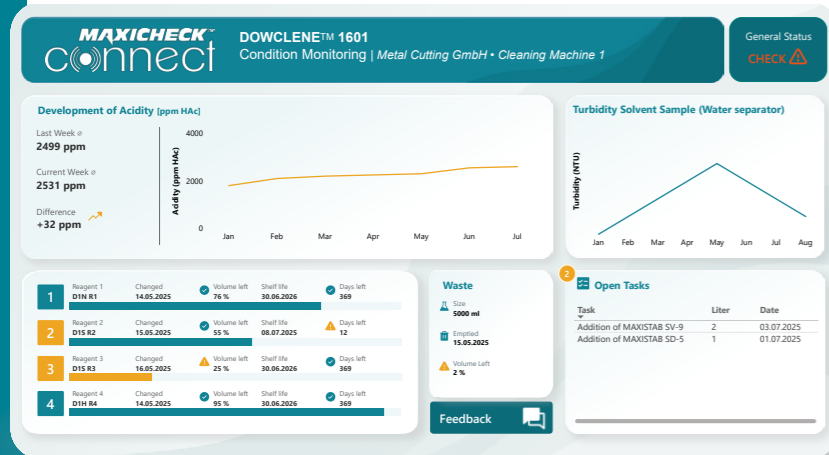 MAXICHECK™
connect
DOWCLENE™ 1601
Condition Monitoring | Metal Cutting GmbH • Cleaning Machine 1
General Status
CHECK
Development of Acidity [ppm HAc]
Last Week ⌀
2499 ppm
Current Week ⌀
2531 ppm
Difference
+32 ppm
Acidity (ppm HAc)
4000
2000
0
Jan Feb Mar Apr May Jun Jul
Turbidity Solvent Sample (Water separator)
Turbidity (NTU)
Jan Feb Mar Apr May Jun Jul Aug
1
Reagent 1 Changed Volume left Shelf life Days left
D1N R1 14.05.2025 76 % 30.06.2026 369
2
Reagent 2 Changed Volume left Shelf life Days left
D1S R2 15.05.2025 55 % 08.07.2025 12
3
Reagent 3 Changed Volume left Shelf life Days left
D1S R3 16.05.2025 25 % 30.06.2026 369
4
Reagent 4 Changed Volume left Shelf life Days left
D1H R4 14.05.2025 95 % 30.06.2026 369
Waste
Size
5000 ml
Emptied
15.05.2025
Volume Left
2 %
Feedback
2
Open Tasks
Task Liter Date
Addition of MAXISTAB SV-9 2 03.07.2025
Addition of MAXISTAB SD-5 1 01.07.2025